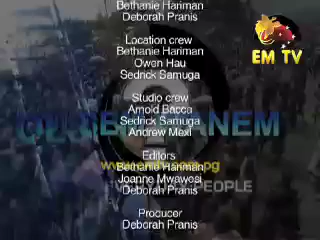 Bethanie Hariman
Deborah Pranis
Location crew
Bethanie Hariman
Owen Hau
Sedrick Samuga
EM TV
Studio crew
Arnold Bacca
Sedrick Samuga
Andrew Mexi
Editors
Bethanie Hariman
Joanne Mwawesi
Deborah Pranis
PEOPLE
Producer
Deborah Pranis